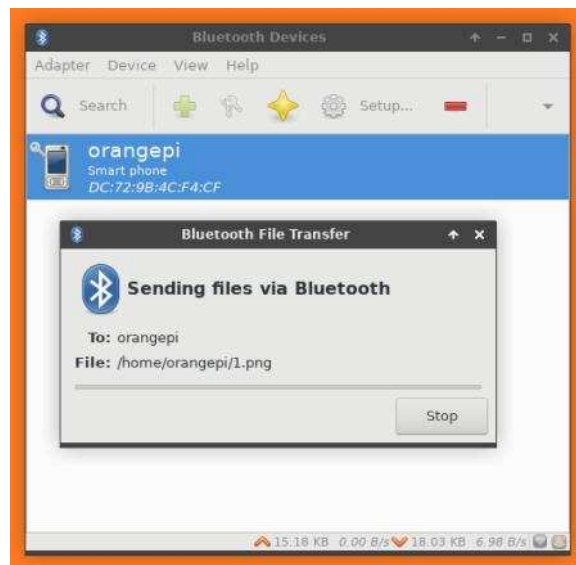 Bluetooth Devices
Adapter Device View Help
Search Setup...
orangepi
Smart phone
DC:72:9B:4C:F4:CF
Bluetooth File Transfer
Sending files via Bluetooth
To: orangepi
File: /home/orangepi/1.png
Stop
15.18 KB 0.00 B/s 18.03 KB 6.98 B/s